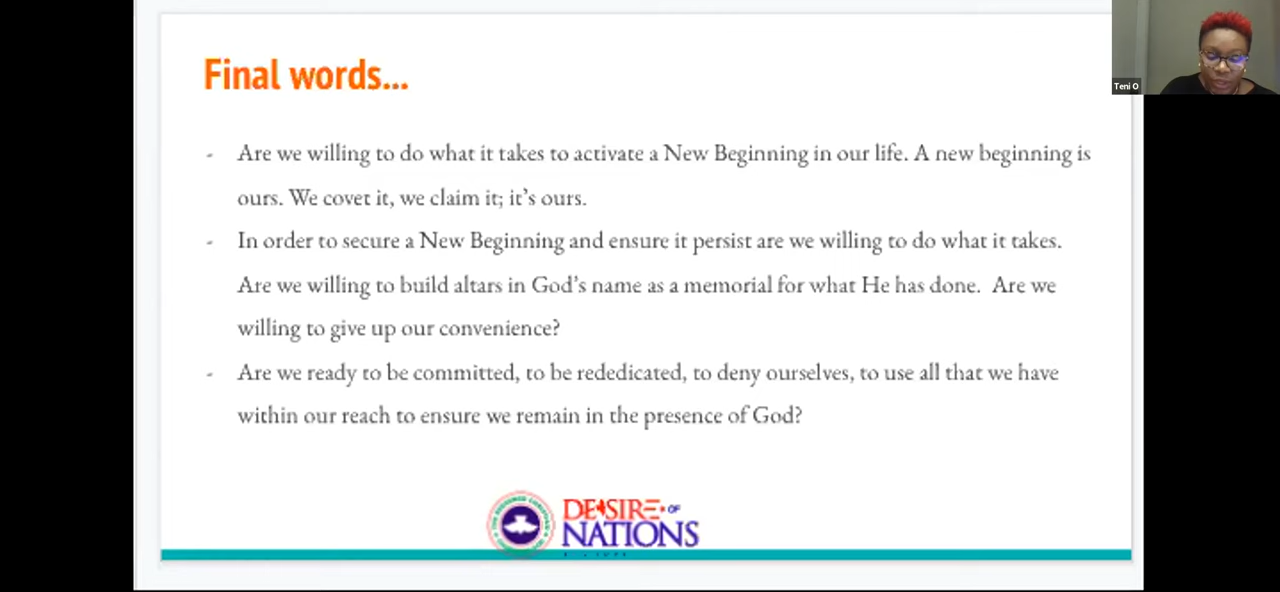 Final words...
Teni O
- Are we willing to do what it takes to activate a New Beginning in our life. A new beginning is
ours. We covet it, we claim it; it's ours.
- In order to secure a New Beginning and ensure it persist are we willing to do what it takes.
Are we willing to build altars in God's name as a memorial for what He has done.  Are we
willing to give up our convenience?
- Are we ready to be committed, to be rededicated, to deny ourselves, to use all that we have
within our reach to ensure we remain in the presence of God?
DESIRE OF
NATIONS